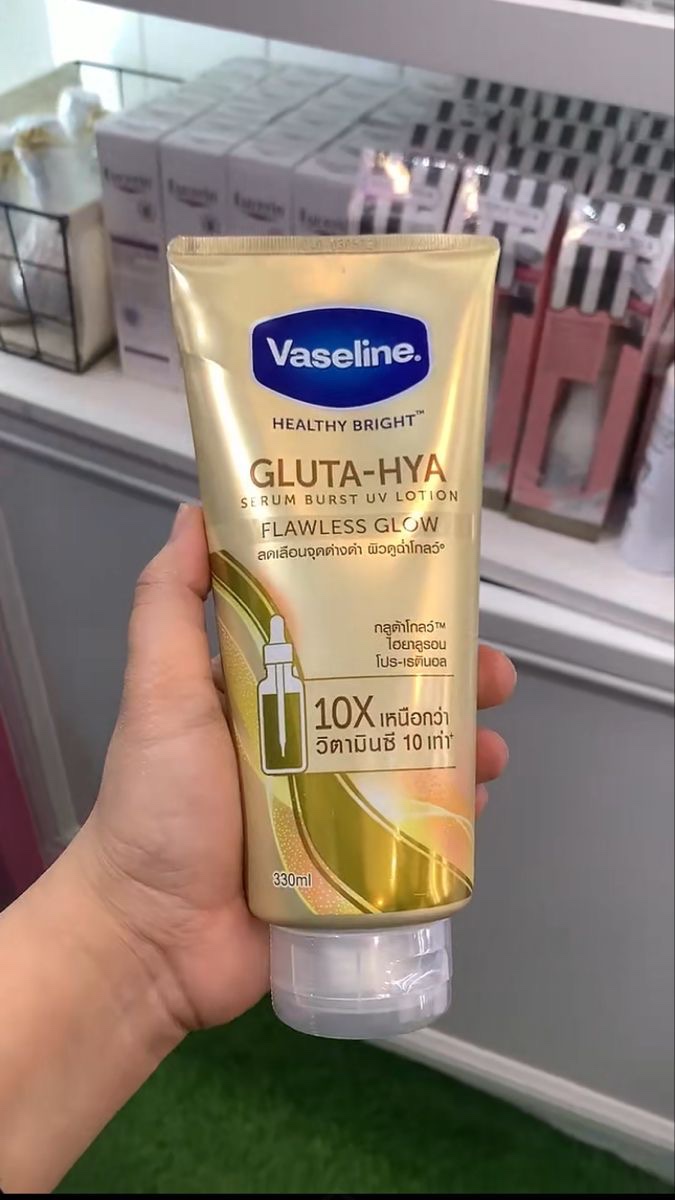 Eucerin
Eucerin
Eucerin
Eucerin
Vaseline.
HEALTHY BRIGHT™
GLUTA-HYA
SERUM BURST UV LOTION
FLAWLESS GLOW
ลดเลือนจุดด่างดำ ผิวดูฉ่ำโกลว์®
กลูต้าโกลว์™
ไฮยาลูรอน
โปร-เรตินอล
10X เหนือกว่า
วิตามินซี 10 เท่า⁺
330ml